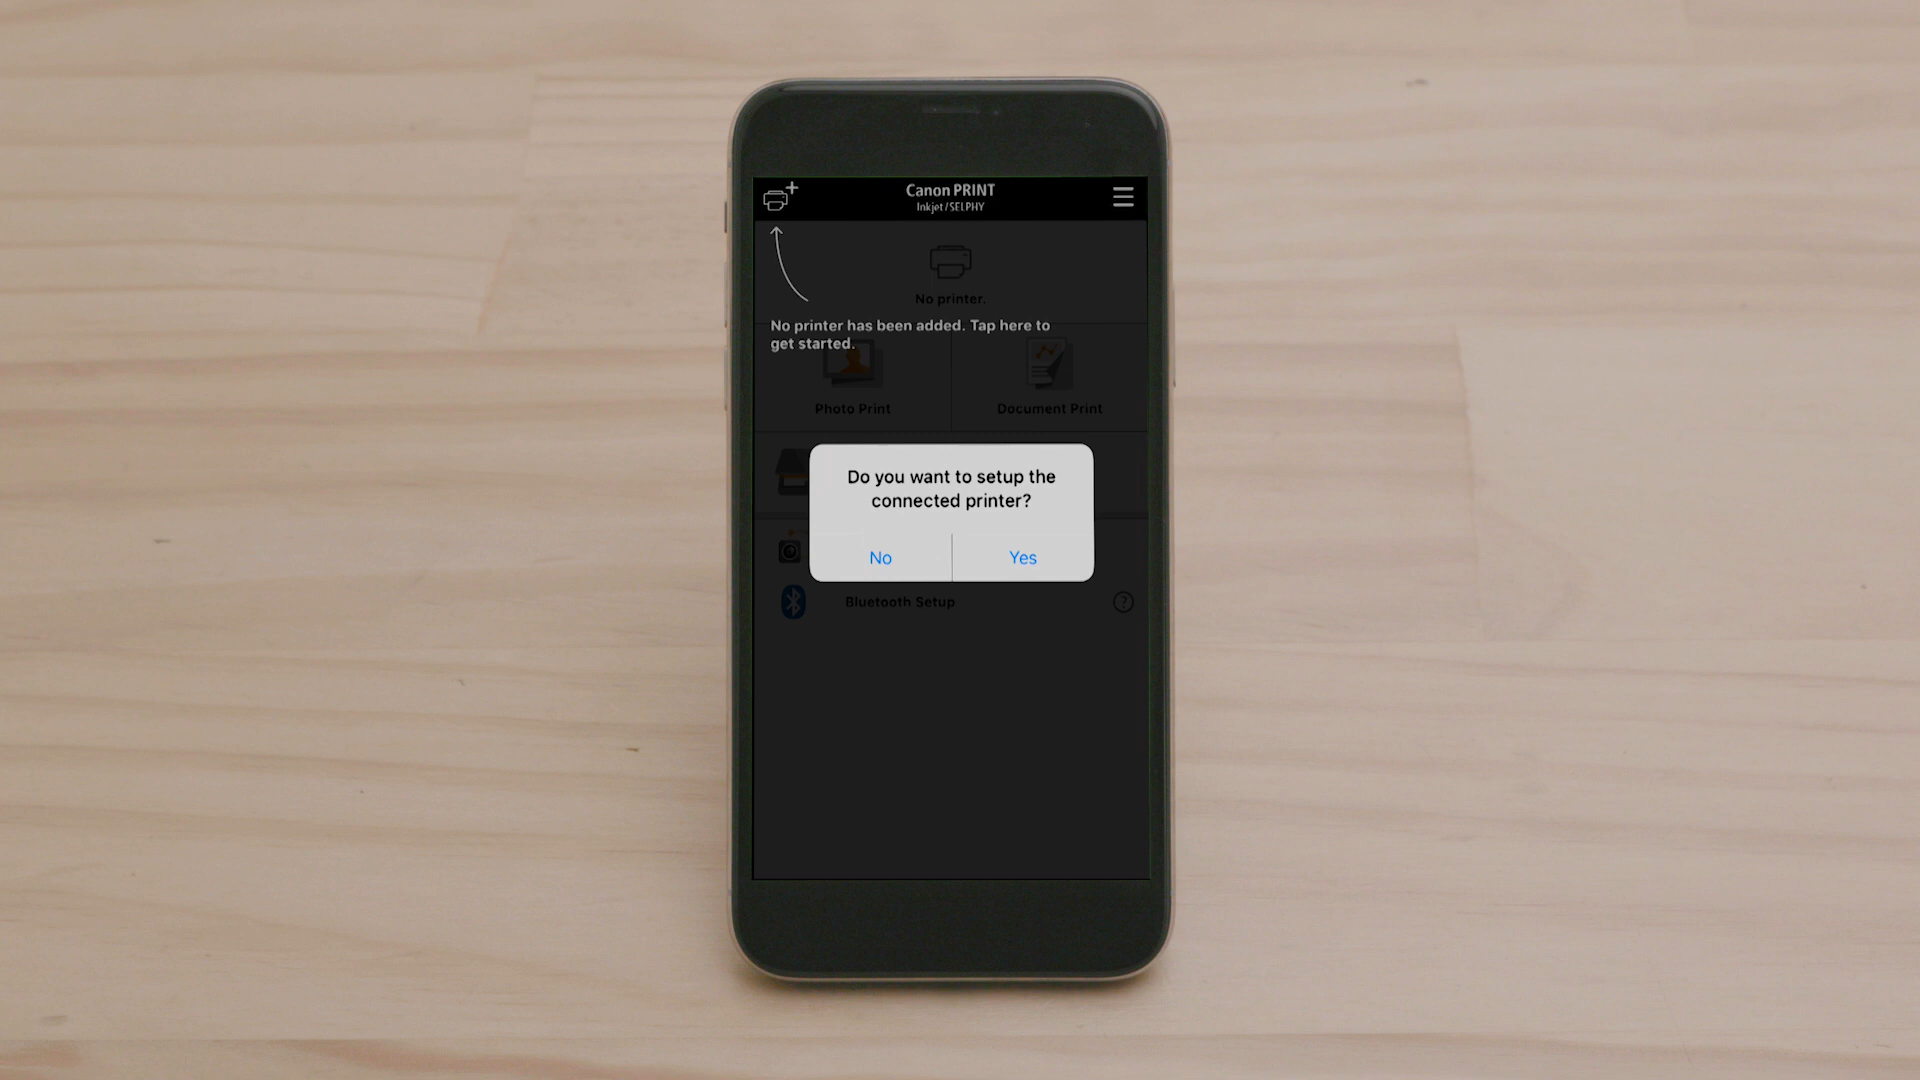 Canon PRINT
Inkjet/SELPHY
No printer.
No printer has been added. Tap here to
get started.
Photo Print
Document Print
Do you want to setup the
connected printer?
No
Yes
Bluetooth Setup
?